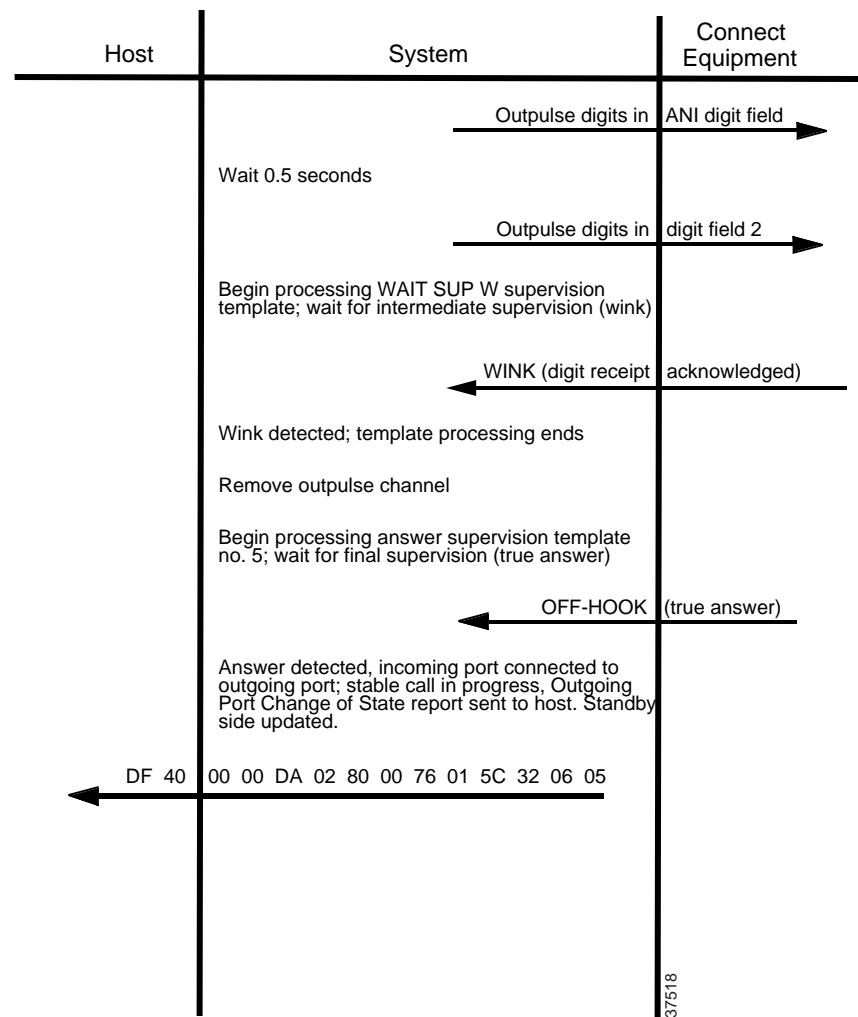 Host
System
Connect
Equipment
Outpulse digits in ANI digit field
Wait 0.5 seconds
Outpulse digits in digit field 2
Begin processing WAIT SUP W supervision
template; wait for intermediate supervision (wink)
WINK (digit receipt acknowledged)
Wink detected; template processing ends
Remove outpulse channel
Begin processing answer supervision template
no. 5; wait for final supervision (true answer)
OFF-HOOK (true answer)
Answer detected, incoming port connected to
outgoing port; stable call in progress, Outgoing
Port Change of State report sent to host. Standby
side updated.
DF 40 00 00 DA 02 80 00 76 01 5C 32 06 05
37518